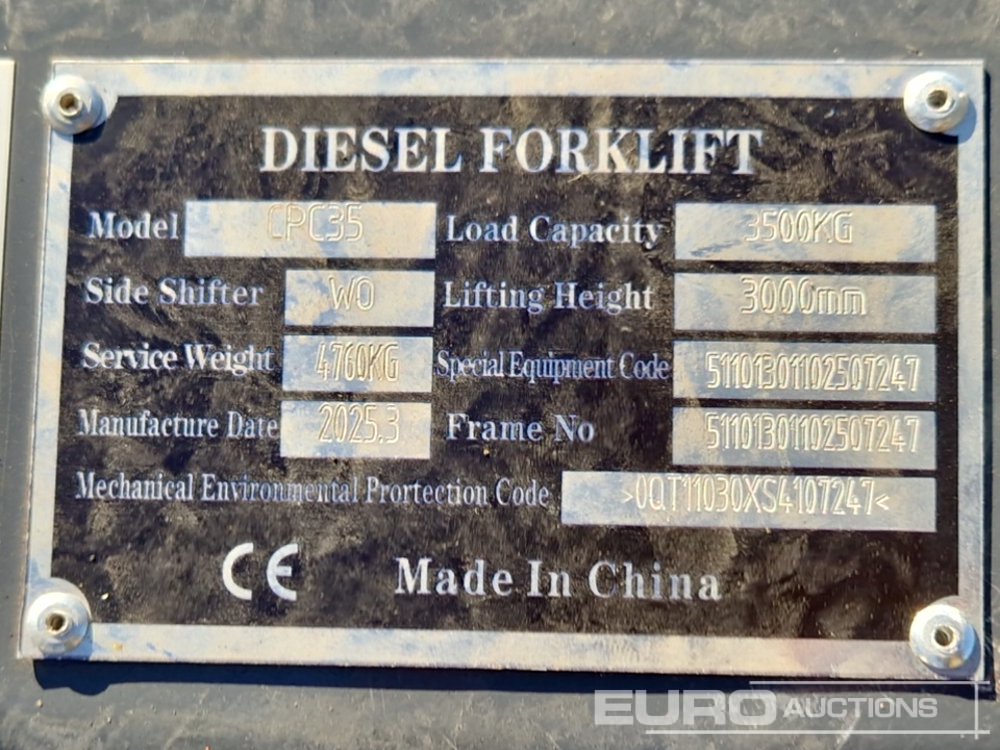 DIESEL FORKLIFT
Model CPC35 Load Capacity 3500KG
Side Shifter WO Lifting Height 3000mm
Service Weight 4760KG Special Equipment Code 51101301102507247
Manufacture Date 2025.3 Frame No 51101301102507247
Mechanical Environmental Prortection Code >0QT11030XS4107247<
CE Made In China
EURO AUCTIONS